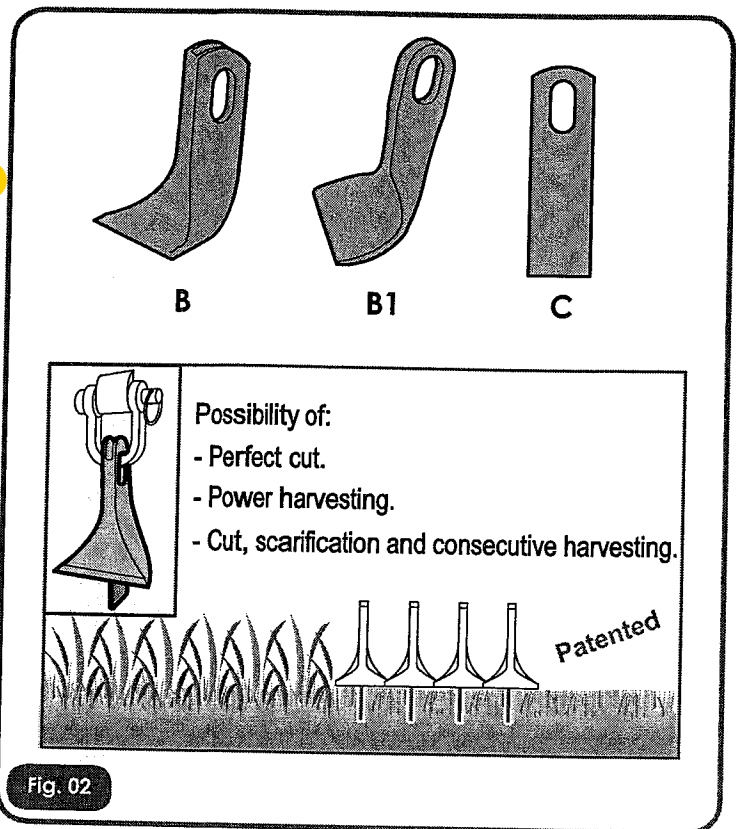 B
B1
C
Possibility of:
- Perfect cut.
- Power harvesting.
- Cut, scarification and consecutive harvesting.
Patented
Fig. 02